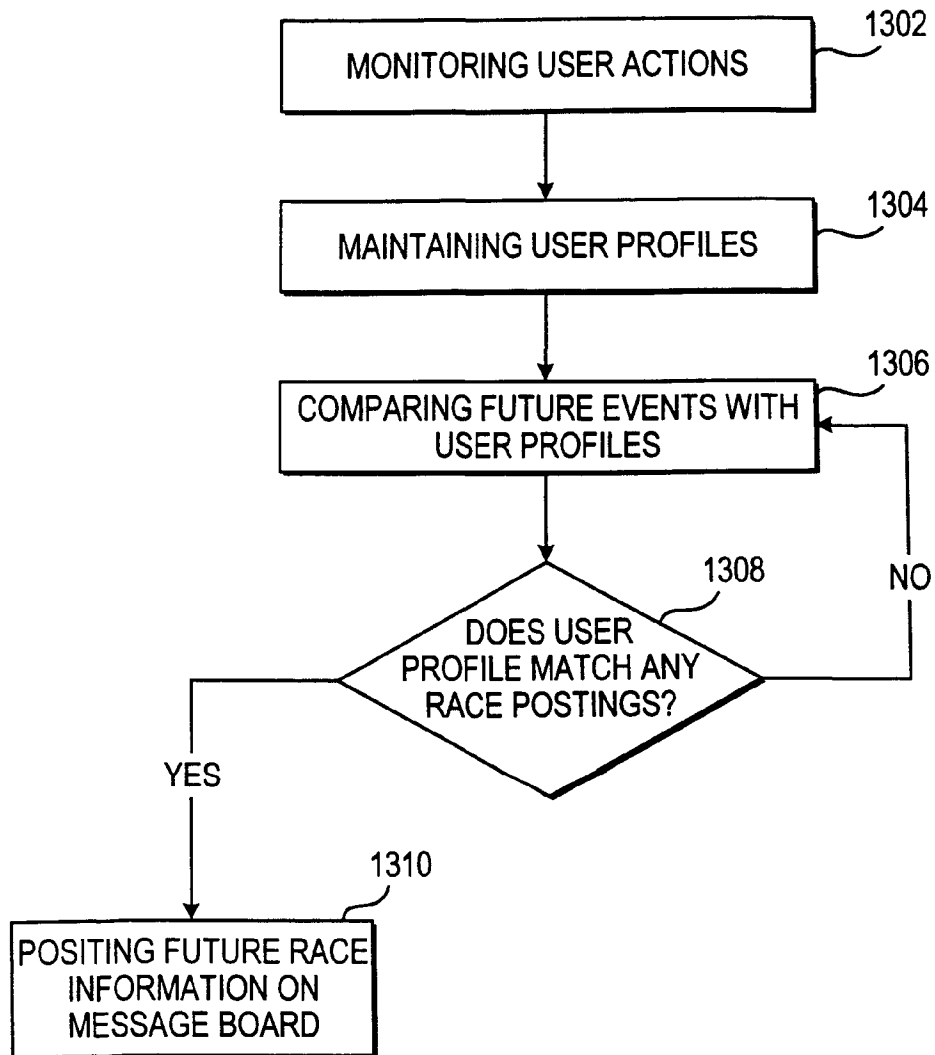 1302
MONITORING USER ACTIONS
1304
MAINTAINING USER PROFILES
1306
COMPARING FUTURE EVENTS WITH
USER PROFILES
1308
DOES USER
PROFILE MATCH ANY
RACE POSTINGS?
NO
YES
1310
POSITING FUTURE RACE
INFORMATION ON
MESSAGE BOARD